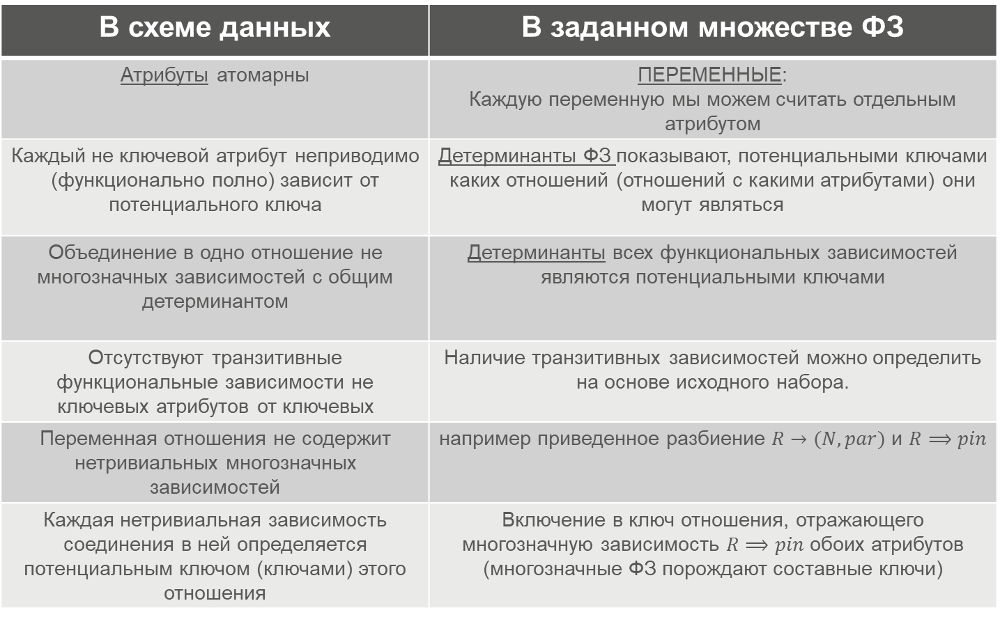 В схеме данных
В заданном множестве ФЗ
Атрибуты атомарны
ПЕРЕМЕННЫЕ:
Каждую переменную мы можем считать отдельным
атрибутом
Каждый не ключевой атрибут неприводимо
(функционально полно) зависит от
потенциального ключа
Детерминанты ФЗ показывают, потенциальными ключами
каких отношений (отношений с какими атрибутами) они
могут являться
Объединение в одно отношение не
многозначных зависимостей с общим
детерминантом
Детерминанты всех функциональных зависимостей
являются потенциальными ключами
Отсутствуют транзитивные
функциональные зависимости не
ключевых атрибутов от ключевых
Наличие транзитивных зависимостей можно определить
на основе исходного набора.
Переменная отношения не содержит
нетривиальных многозначных
зависимостей
например приведенное разбиение R → (N, par) и R ⟹ pin
Каждая нетривиальная зависимость
соединения в ней определяется
потенциальным ключом (ключами) этого
отношения
Включение в ключ отношения, отражающего
многозначную зависимость R ⟹ pin обоих атрибутов
(многозначные ФЗ порождают составные ключи)